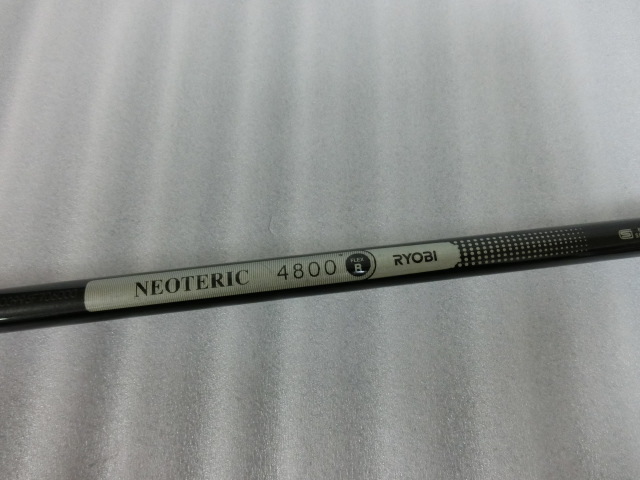 NEOTERIC 4800 FLEX R RYOBI
S